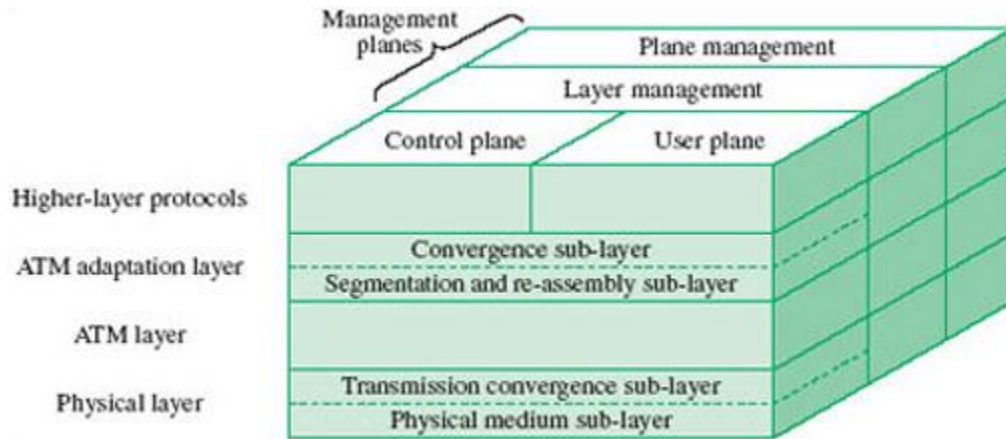 Management
planes
Plane management
Layer management
Control plane
User plane
Higher-layer protocols
Convergence sub-layer
ATM adaptation layer
Segmentation and re-assembly sub-layer
ATM layer
Transmission convergence sub-layer
Physical layer
Physical medium sub-layer